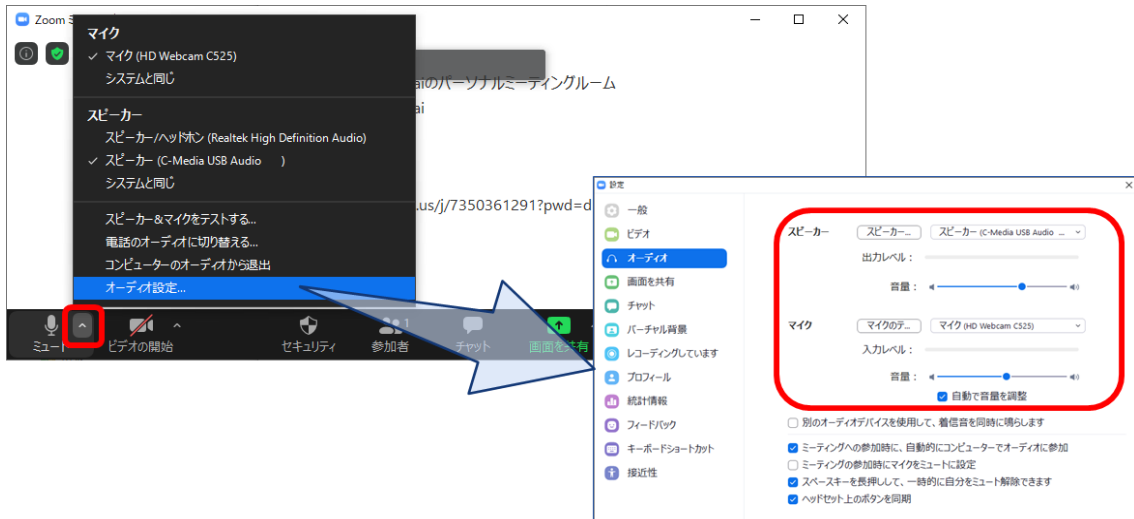 Zoom
マイク
マイク (HD Webcam C525)
システムと同じ
スピーカー
スピーカー/ヘッドホン (Realtek High Definition Audio)
スピーカー (C-Media USB Audio )
システムと同じ
スピーカー&マイクをテストする...
電話のオーディオに切り替える...
コンピューターのオーディオから退出
オーディオ設定...
aiのパーソナルミーティングルーム
ai
.us/j/7350361291?pwd=d
ミュート
ビデオの開始
セキュリティ
参加者
1
チャット
画面を共有
設定
一般
ビデオ
オーディオ
画面を共有
チャット
バーチャル背景
レコーディングしています
プロフィール
統計情報
フィードバック
キーボードショートカット
接近性
スピーカー スピーカー... スピーカー (C-Media USB Audio ...
出力レベル:
音量:
マイク マイクのテ... マイク (HD Webcam C525)
入力レベル:
音量:
自動で音量を調整
別のオーディオデバイスを使用して、着信音を同時に鳴らします
ミーティングへの参加時に、自動的にコンピューターでオーディオに参加
ミーティングの参加時にマイクをミュートに設定
スペースキーを長押しして、一時的に自分をミュート解除できます
ヘッドセット上のボタンを同期